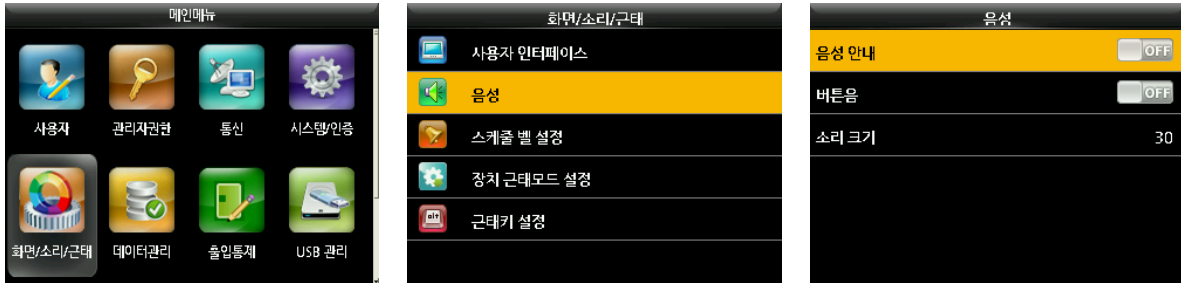 메인메뉴
사용자 관리자권한 통신 시스템/인증
화면/소리/근태 데이터관리 출입통제 USB 관리
화면/소리/근태
사용자 인터페이스
음성
스케줄 벨 설정
장치 근태모드 설정
alt
근태키 설정
음성
음성 안내 OFF
버튼음 OFF
소리 크기 30